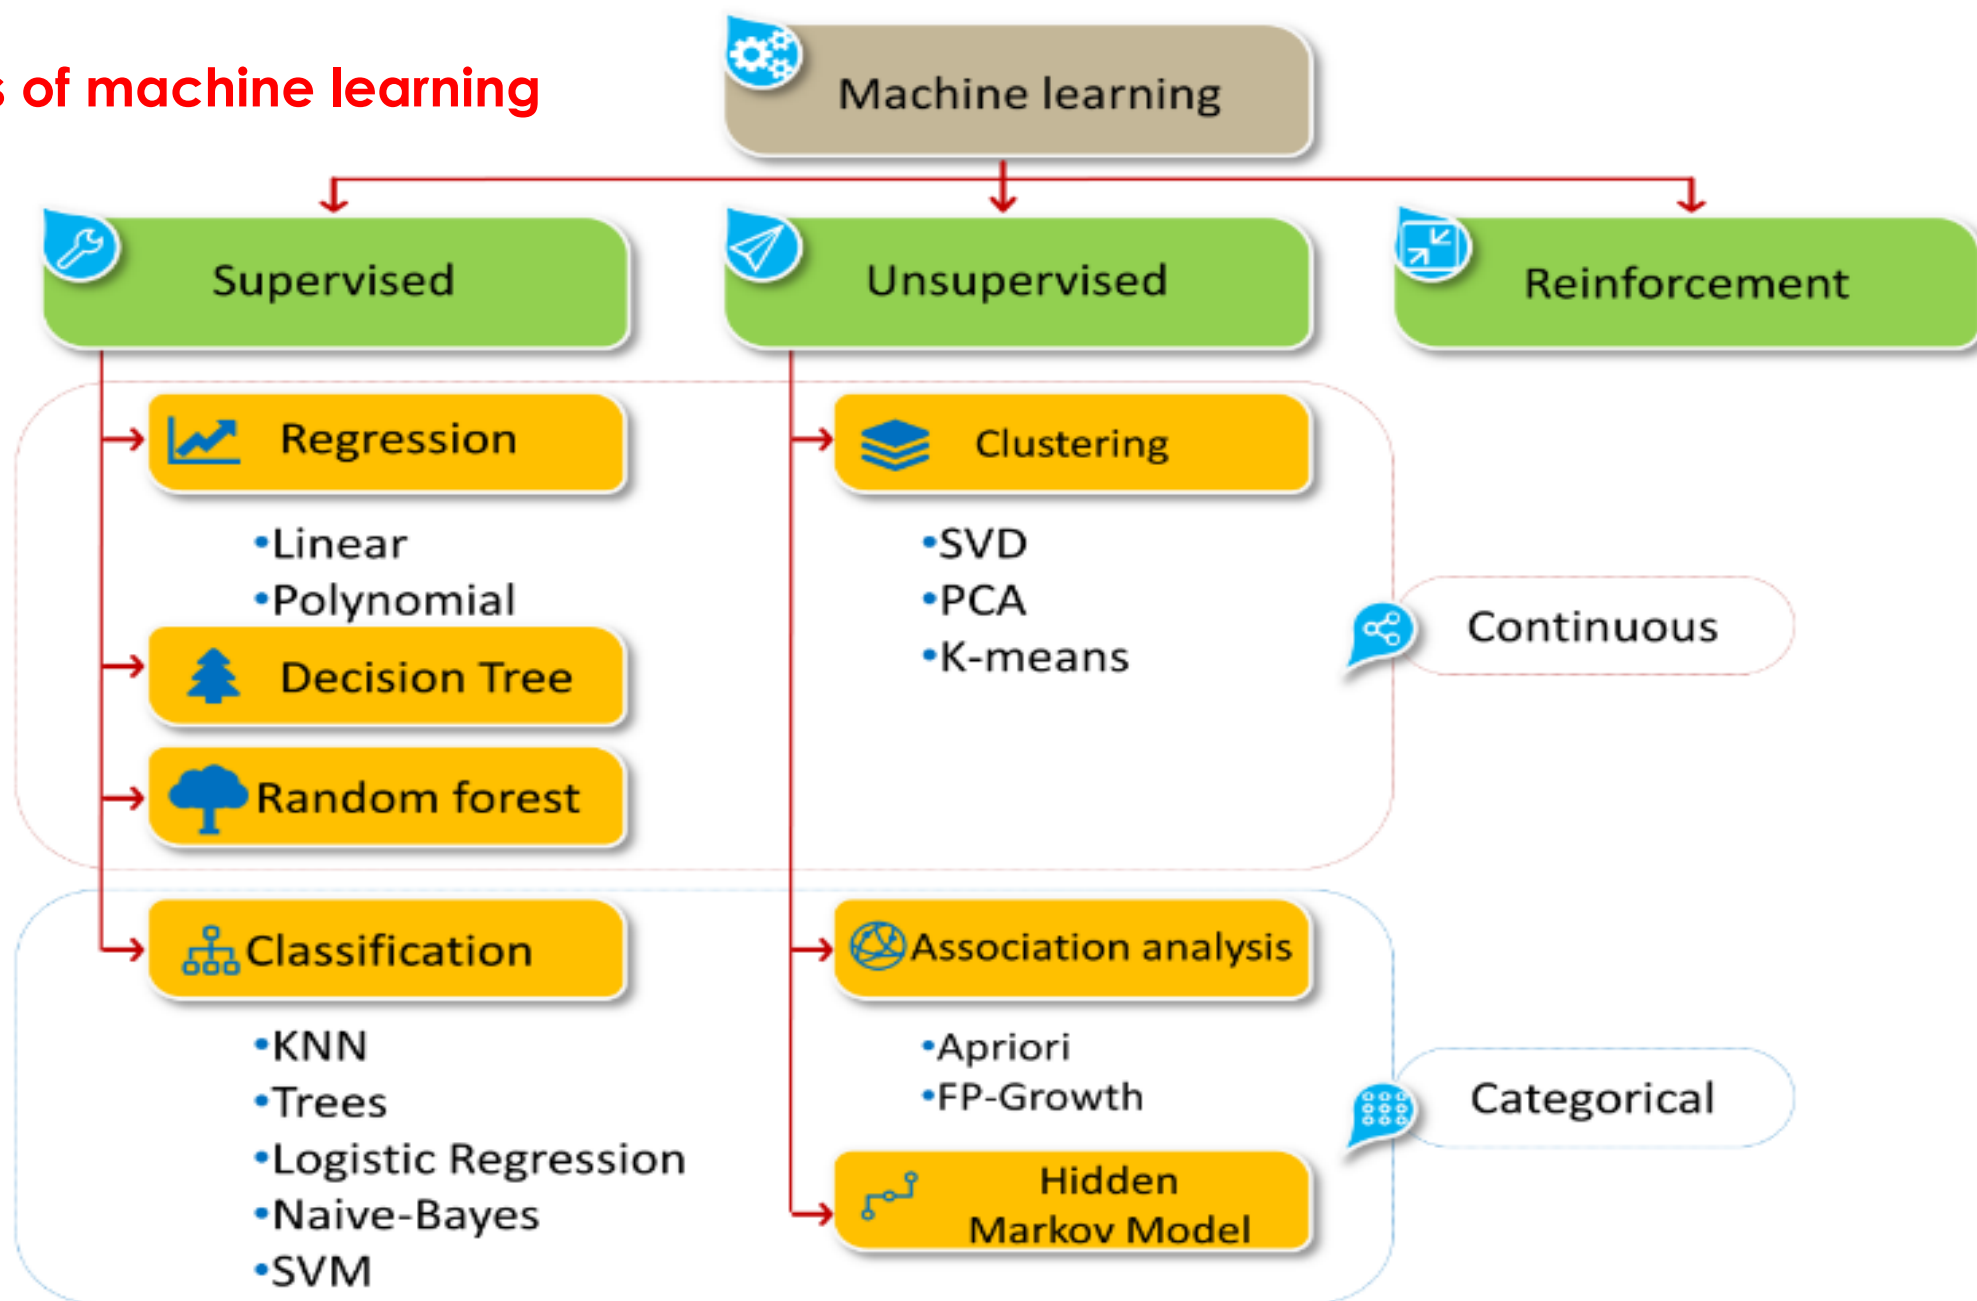 s of machine learning
Machine learning
Supervised
Unsupervised
Reinforcement
Regression
•Linear
•Polynomial
Decision Tree
Random forest
Clustering
•SVD
•PCA
•K-means
Continuous
Classification
•KNN
•Trees
•Logistic Regression
•Naive-Bayes
•SVM
Association analysis
•Apriori
•FP-Growth
Hidden
Markov Model
Categorical